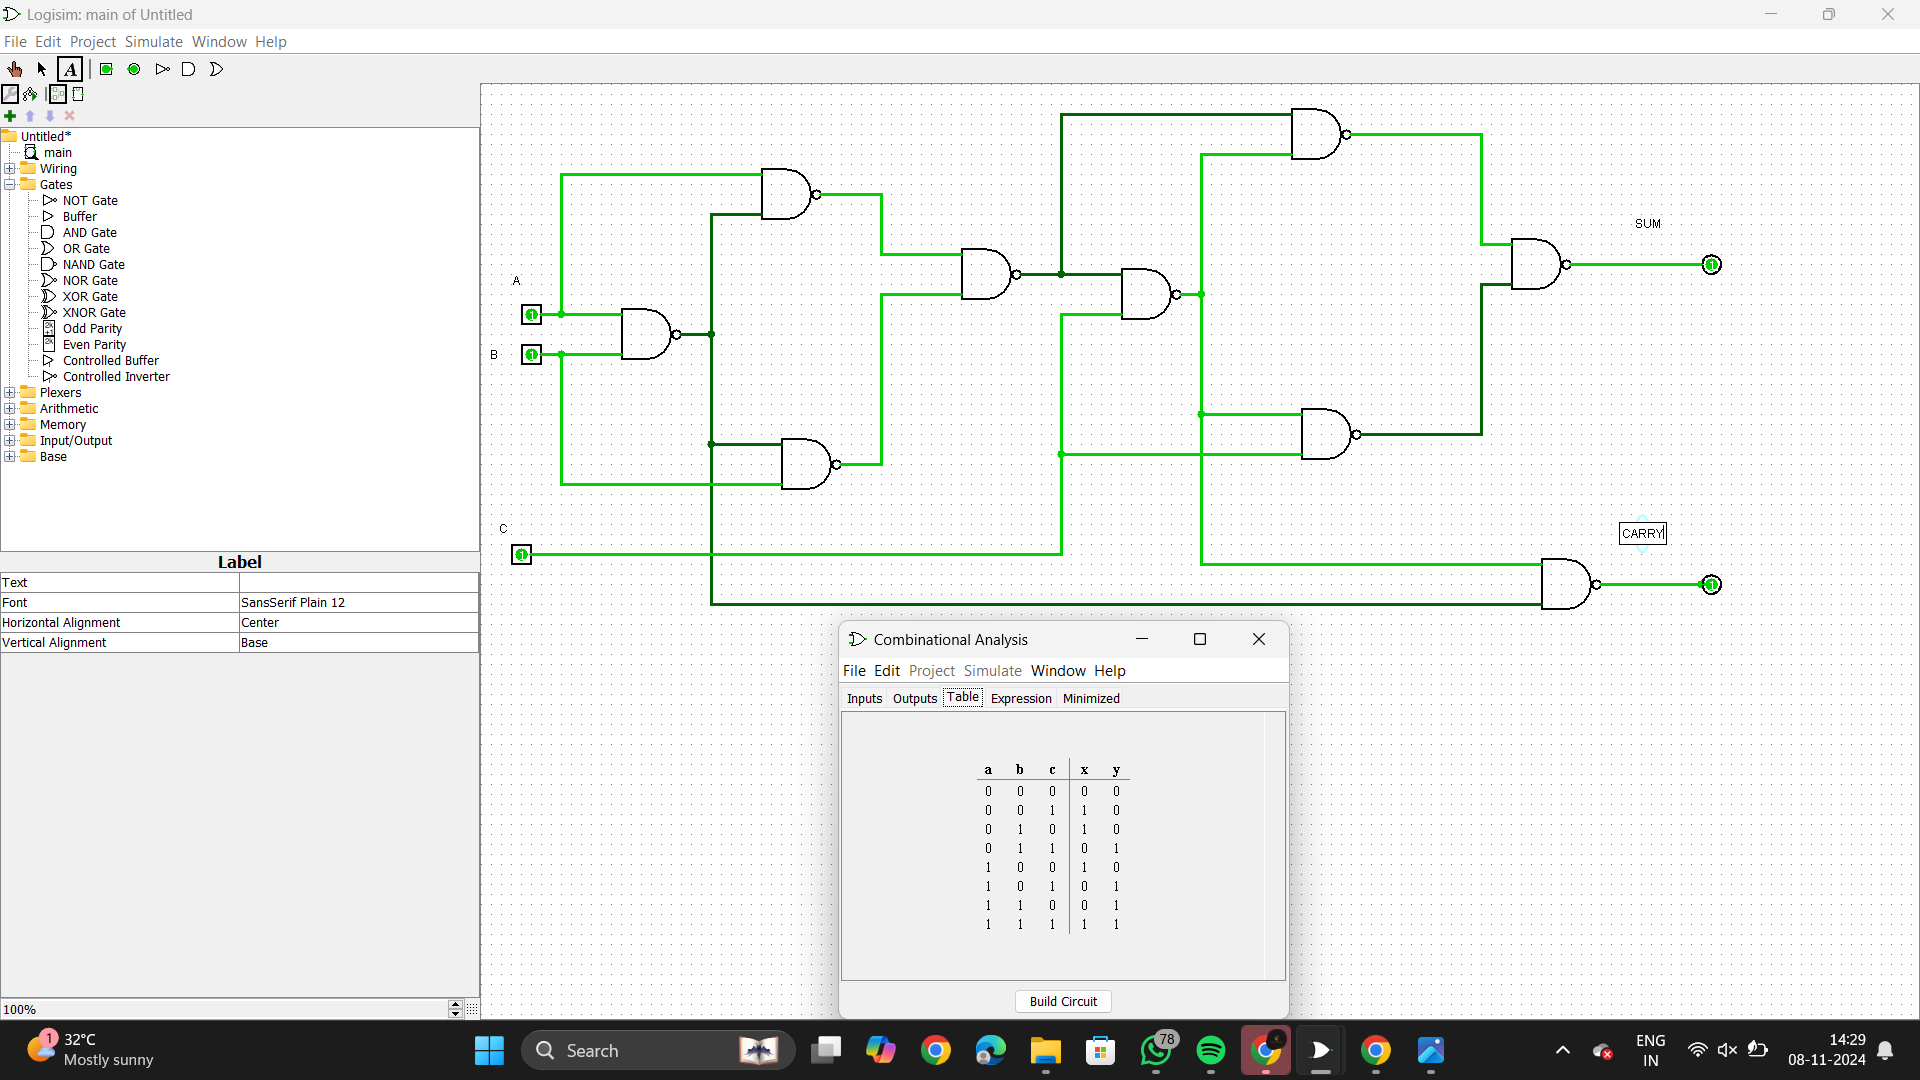 Logisim: main of Untitled
File Edit Project Simulate Window Help
A
Untitled*
main
Wiring
Gates
NOT Gate
Buffer
AND Gate
OR Gate
NAND Gate
NOR Gate
XOR Gate
XNOR Gate
Odd Parity
Even Parity
Controlled Buffer
Controlled Inverter
Plexers
Arithmetic
Memory
Input/Output
Base
Label
Text
Font SansSerif Plain 12
Horizontal Alignment Center
Vertical Alignment Base
100%
A
1
B
1
C
1
SUM
1
CARRY
1
Combinational Analysis
File Edit Project Simulate Window Help
Inputs Outputs Table Expression Minimized
a b c x y
0 0 0 0 0
0 0 1 1 0
0 1 0 1 0
0 1 1 0 1
1 0 0 1 0
1 0 1 0 1
1 1 0 0 1
1 1 1 1 1
Build Circuit
1
32°C
Mostly sunny
Search
78
ENG
IN
14:29
08-11-2024